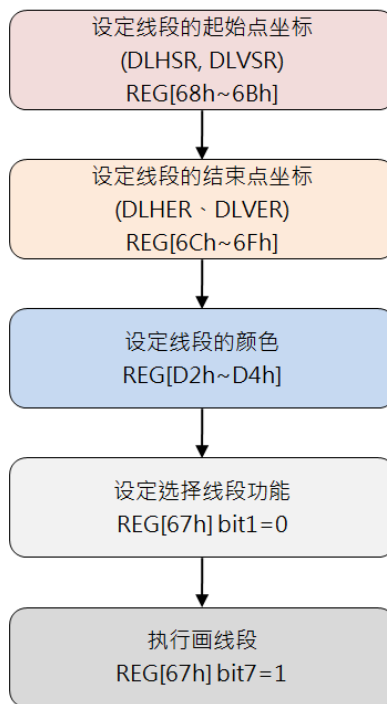 设定线段的起始点坐标
(DLHSR, DLVSR)
REG[68h~6Bh]
设定线段的结束点坐标
(DLHER、DLVER)
REG[6Ch~6Fh]
设定线段的颜色
REG[D2h~D4h]
设定选择线段功能
REG[67h] bit1=0
执行画线段
REG[67h] bit7=1